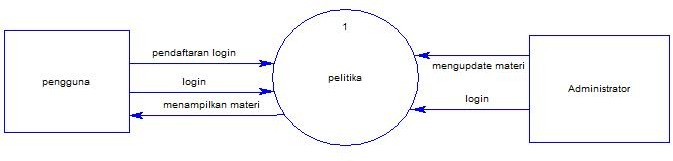 1
pendaftaran login
pengguna
login
menampilkan materi
pelitika
mengupdate materi
login
Administrator